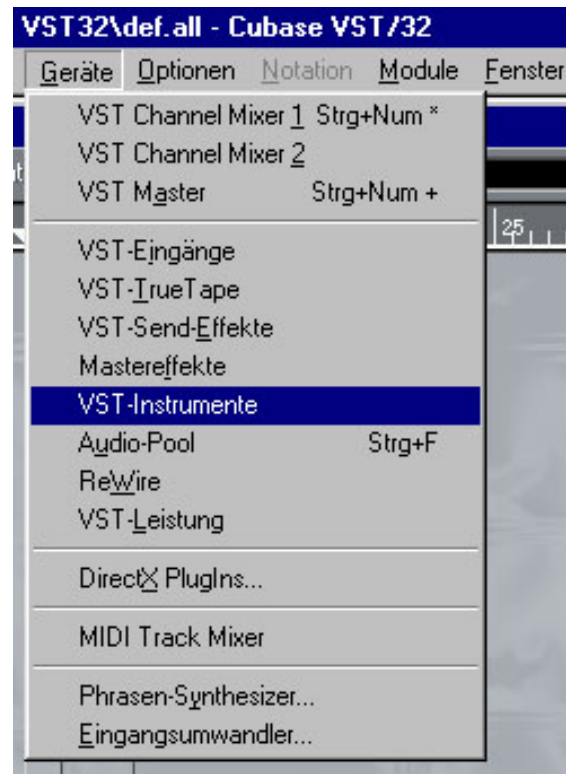 VST32\def.all - Cubase VST/32
Geräte Optionen Notation Module Fenster
VST Channel Mixer 1 Strg+Num *
VST Channel Mixer 2
VST Master Strg+Num +
25
VST-Eingänge
VST-TrueTape
VST-Send-Effekte
Mastereffekte
VST-Instrumente
Audio-Pool Strg+F
ReWire
VST-Leistung
DirectX PlugIns...
MIDI Track Mixer
Phrasen-Synthesizer...
Eingangsumwandler...